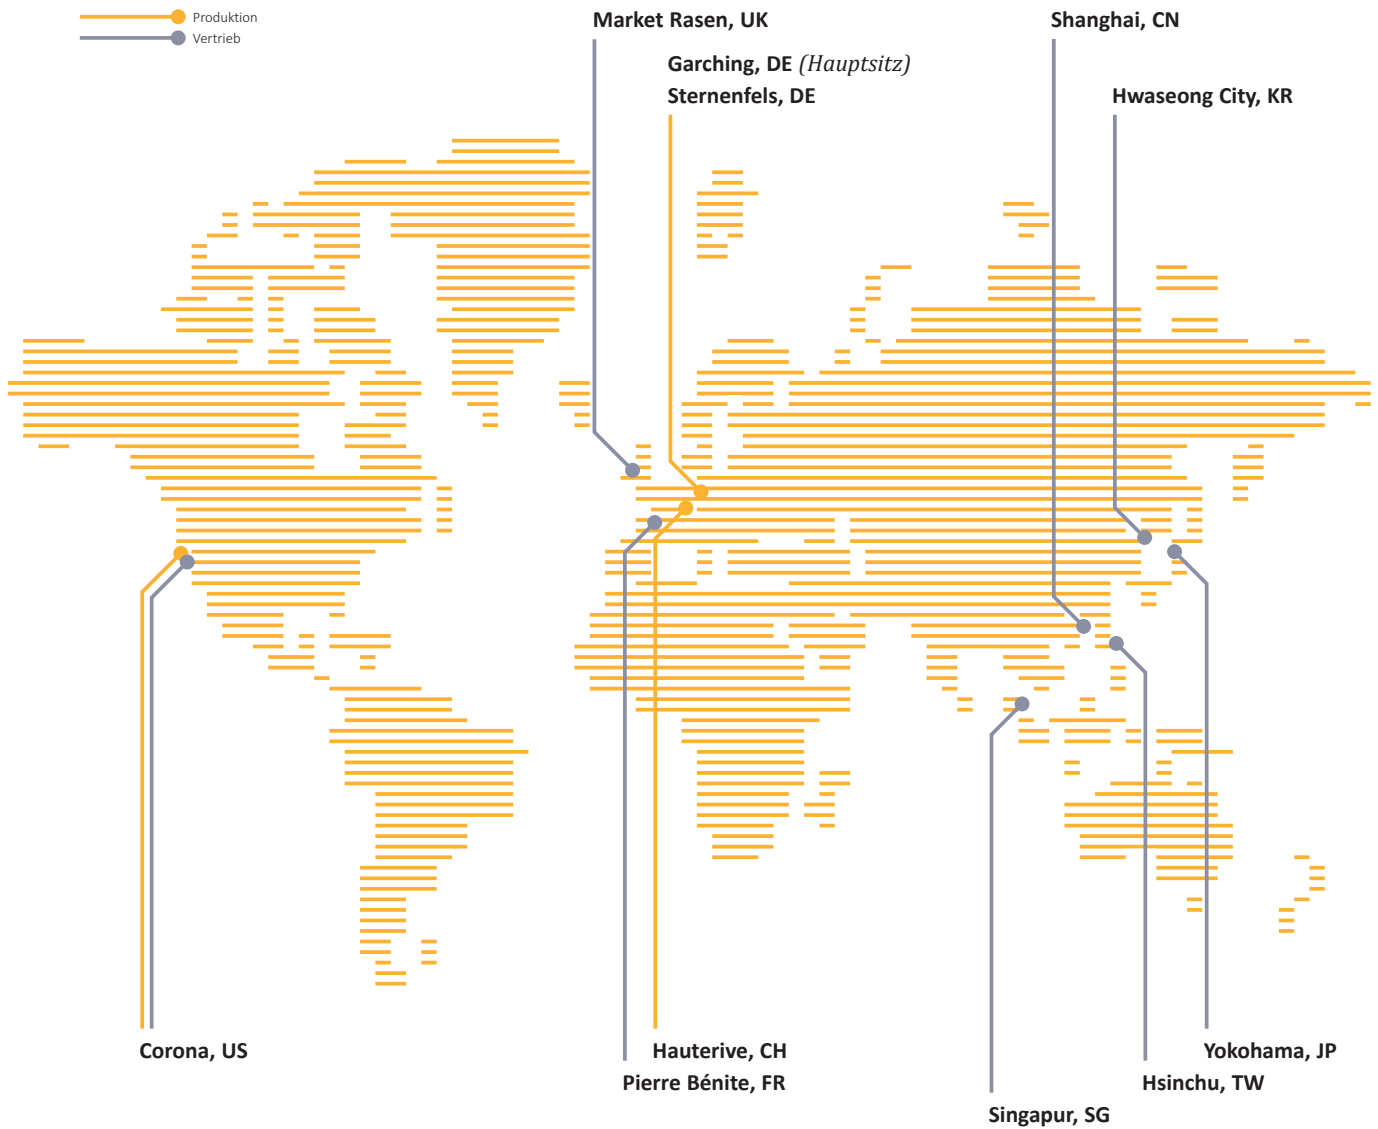 Produktion
Vertrieb
Market Rasen, UK
Shanghai, CN
Garching, DE (Hauptsitz)
Sternenfels, DE
Hwaseong City, KR
Corona, US
Hauterive, CH
Pierre Bénite, FR
Yokohama, JP
Hsinchu, TW
Singapur, SG